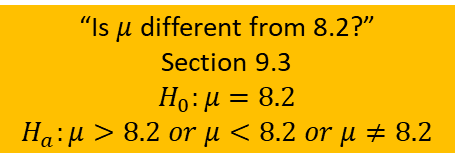 “Is 𝜇 different from 8.2?”
Section 9.3
𝐻₀: 𝜇 = 8.2
𝐻ₐ: 𝜇 > 8.2 𝑜𝑟 𝜇 < 8.2 𝑜𝑟 𝜇 ≠ 8.2